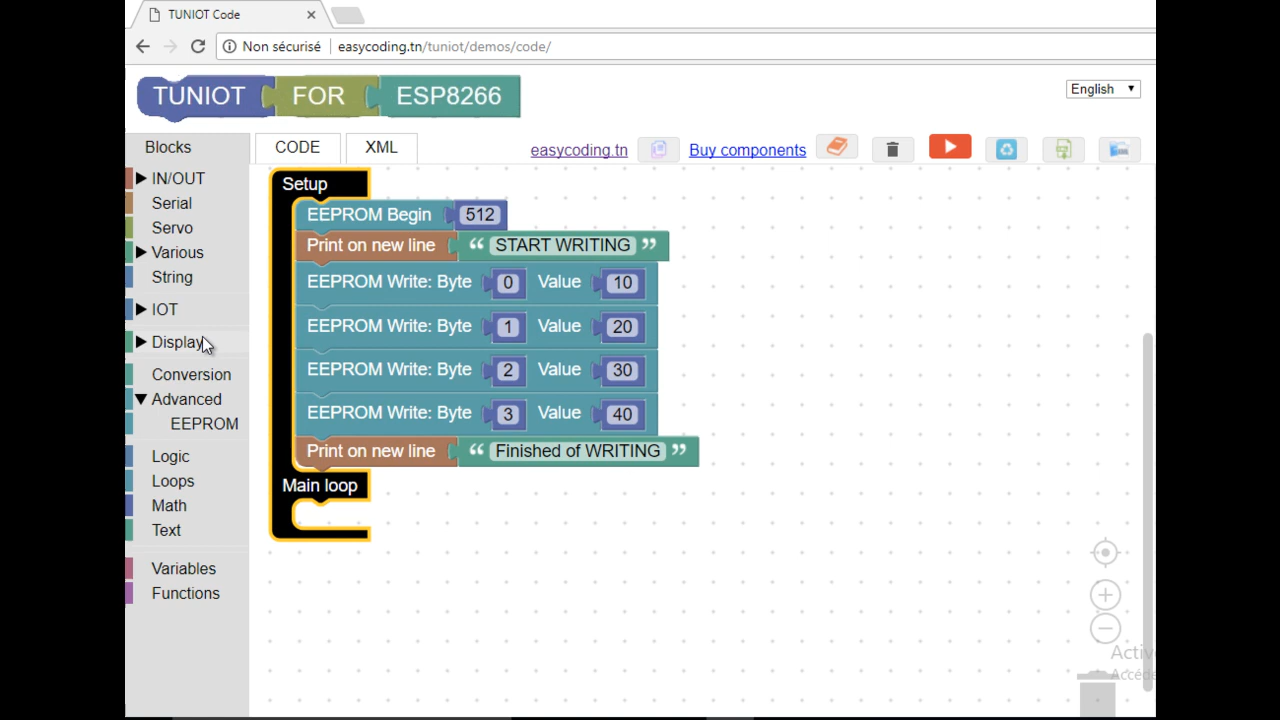 TUNIOT Code
Non sécurisé easycoding.tn/tuniot/demos/code/
TUNIOT FOR ESP8266
English
Blocks
CODE XML
easycoding.tn Buy components
IN/OUT
Serial
Servo
Various
String
IOT
Display
Conversion
Advanced
EEPROM
Logic
Loops
Math
Text
Variables
Functions
Setup
EEPROM Begin 512
Print on new line “ START WRITING ”
EEPROM Write: Byte 0 Value 10
EEPROM Write: Byte 1 Value 20
EEPROM Write: Byte 2 Value 30
EEPROM Write: Byte 3 Value 40
Print on new line “ Finished of WRITING ”
Main loop
Activ
Accéde